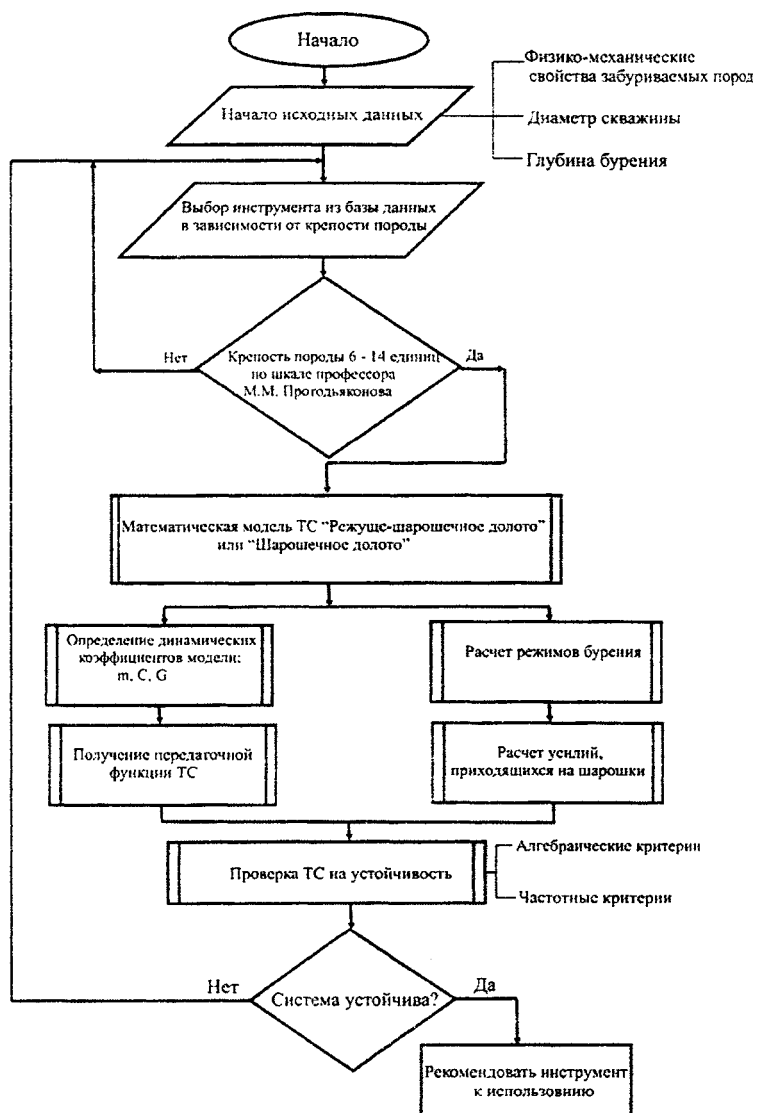 Начало
Физико-механические
свойства забуриваемых пород
Начало исходных данных
Диаметр скважины
Глубина бурения
Выбор инструмента из базы данных
в зависимости от крепости породы
Нет
Крепость породы 6 - 14 единиц
по шкале профессора
М.М. Прогодьяконова
Да
Математическая модель ТС “Режуще-шарошечное долото”
или “Шарошечное долото”
Определение динамических
коэффициентов модели:
m, C, G
Расчет режимов бурения
Получение передаточной
функции ТС
Расчет усилий,
приходящихся на шарошки
Проверка ТС на устойчивость
Алгебраические критерии
Частотные критерии
Нет
Система устойчива?
Да
Рекомендовать инструмент
к использовнию